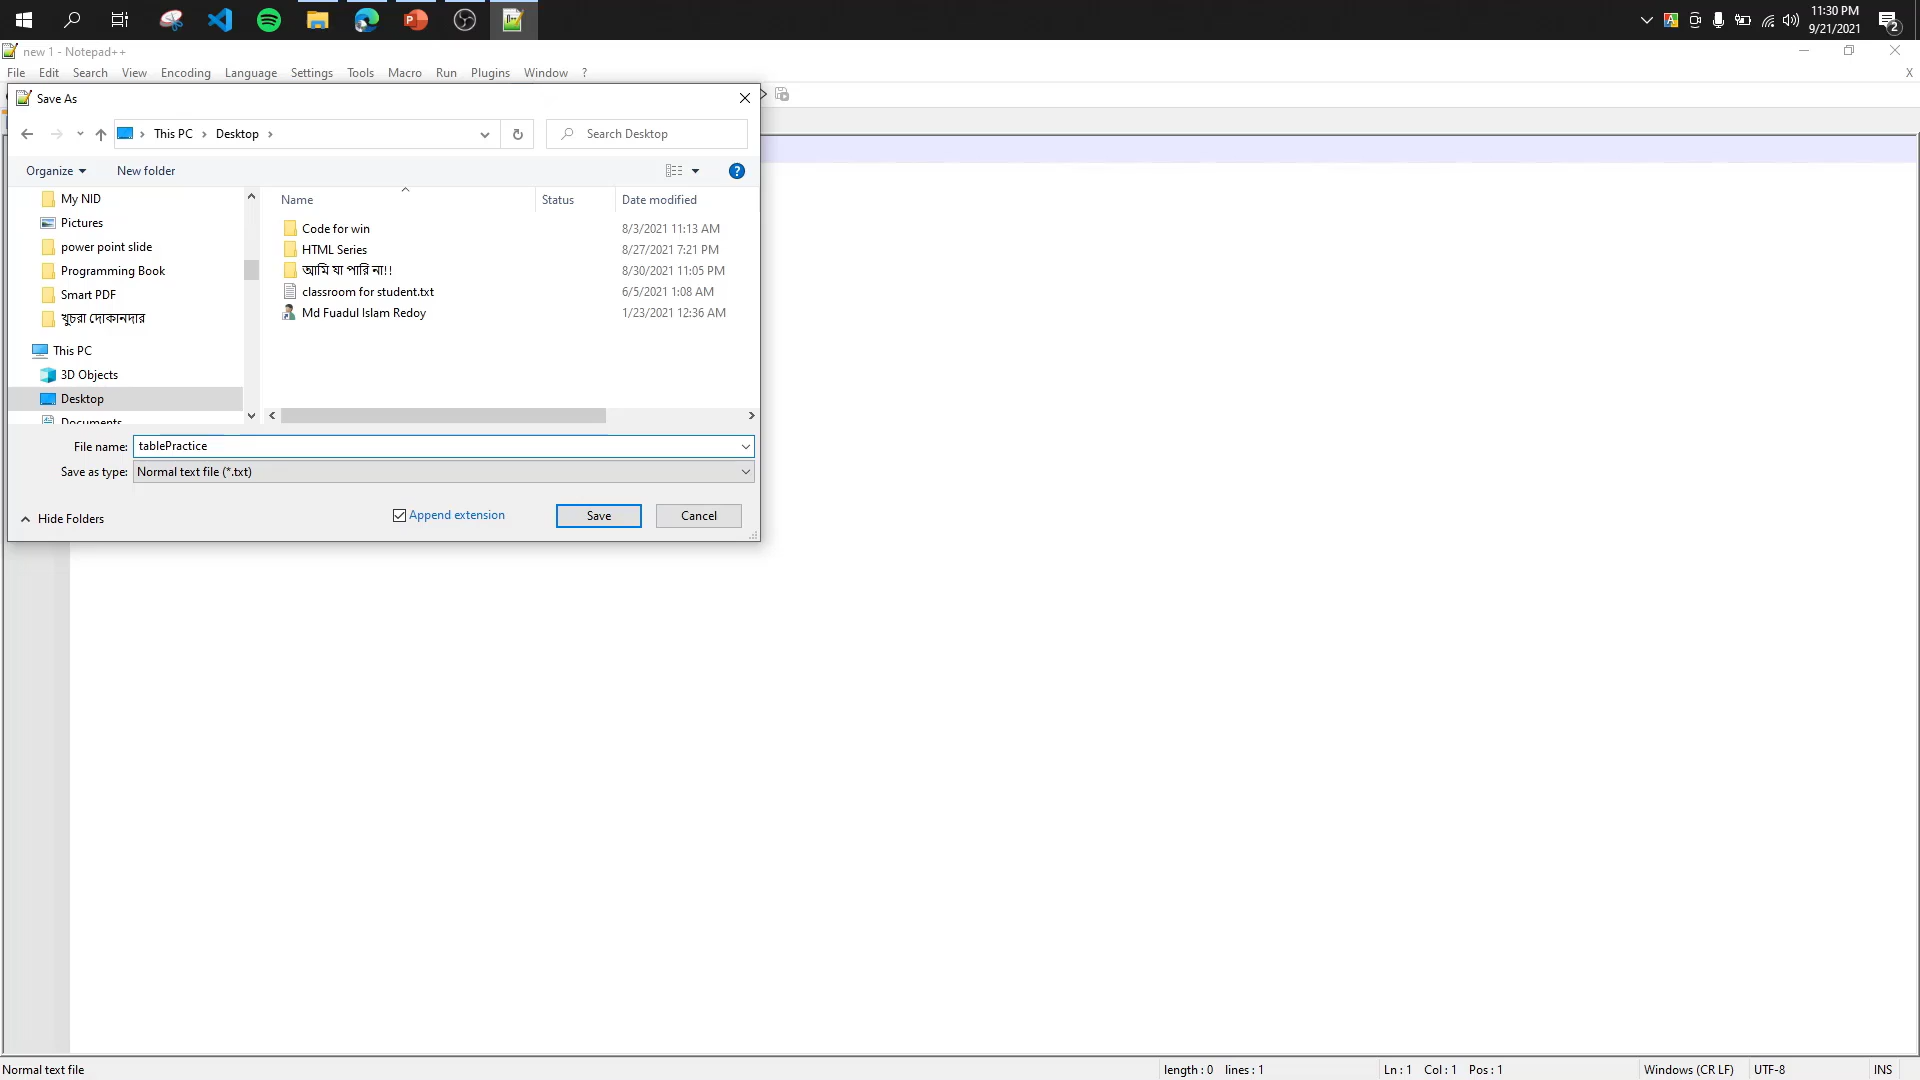 11:30 PM
9/21/2021
2
new 1 - Notepad++
File Edit Search View Encoding Language Settings Tools Macro Run Plugins Window ? X
Save As
This PC > Desktop >
Search Desktop
Organize New folder
My NID
Pictures
power point slide
Programming Book
Smart PDF
খুচরা দোকানদার
This PC
3D Objects
Desktop
Documents
Name Status Date modified
Code for win 8/3/2021 11:13 AM
HTML Series 8/27/2021 7:21 PM
আমি যা পারি না!! 8/30/2021 11:05 PM
classroom for student.txt 6/5/2021 1:08 AM
Md Fuadul Islam Redoy 1/23/2021 12:36 AM
File name: tablePractice
Save as type: Normal text file (*.txt)
Hide Folders Append extension Save Cancel
Normal text file length : 0 lines : 1 Ln : 1 Col : 1 Pos : 1 Windows (CR LF) UTF-8 INS